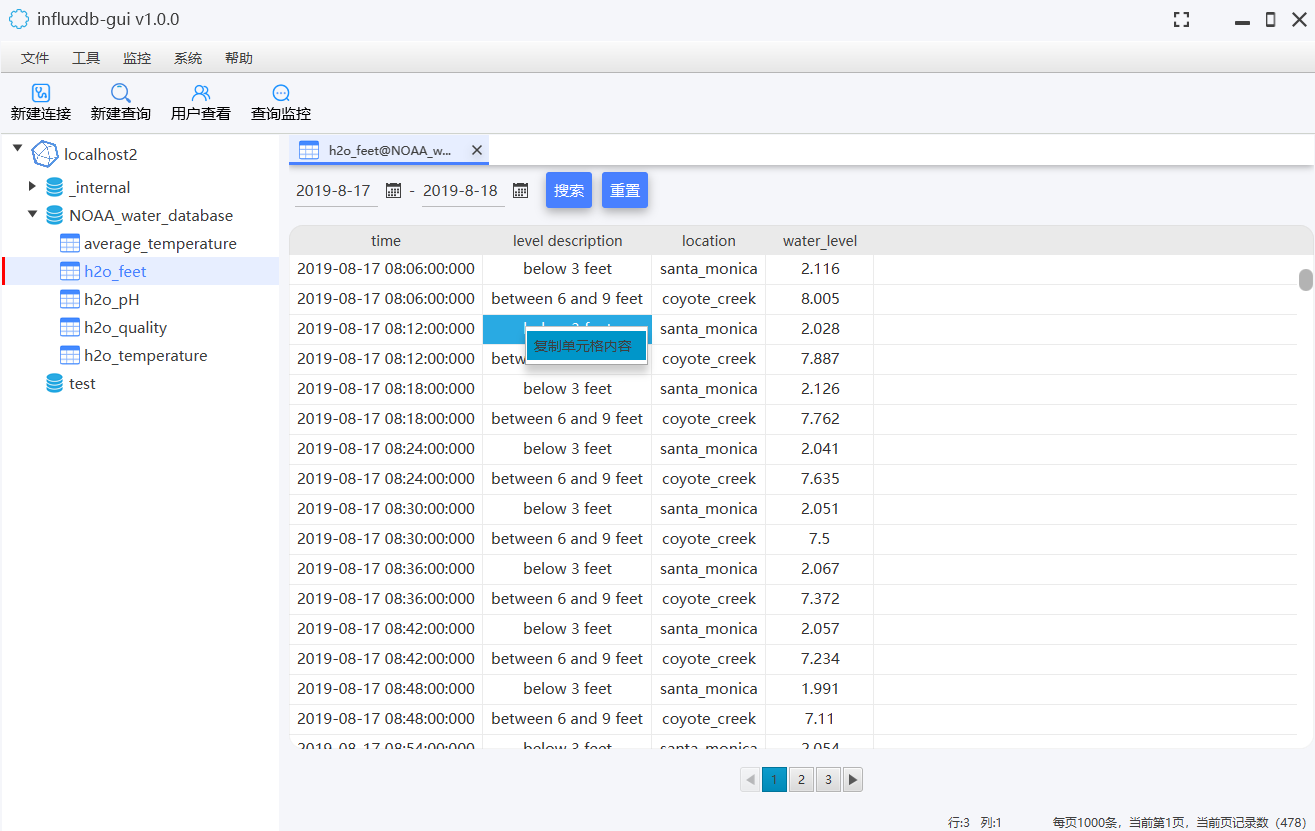 influxdb-gui v1.0.0
文件 工具 监控 系统 帮助
新建连接 新建查询 用户查看 查询监控
localhost2
_internal
NOAA_water_database
average_temperature
h2o_feet
h2o_pH
h2o_quality
h2o_temperature
test
h2o_feet@NOAA_w...
2019-8-17 - 2019-8-18 搜索 重置
time level description location water_level
2019-08-17 08:06:00:000 below 3 feet santa_monica 2.116
2019-08-17 08:06:00:000 between 6 and 9 feet coyote_creek 8.005
2019-08-17 08:12:00:000 below 3 feet santa_monica 2.028
复制单元格内容
2019-08-17 08:12:00:000 betw coyote_creek 7.887
2019-08-17 08:18:00:000 below 3 feet santa_monica 2.126
2019-08-17 08:18:00:000 between 6 and 9 feet coyote_creek 7.762
2019-08-17 08:24:00:000 below 3 feet santa_monica 2.041
2019-08-17 08:24:00:000 between 6 and 9 feet coyote_creek 7.635
2019-08-17 08:30:00:000 below 3 feet santa_monica 2.051
2019-08-17 08:30:00:000 between 6 and 9 feet coyote_creek 7.5
2019-08-17 08:36:00:000 below 3 feet santa_monica 2.067
2019-08-17 08:36:00:000 between 6 and 9 feet coyote_creek 7.372
2019-08-17 08:42:00:000 below 3 feet santa_monica 2.057
2019-08-17 08:42:00:000 between 6 and 9 feet coyote_creek 7.234
2019-08-17 08:48:00:000 below 3 feet santa_monica 1.991
2019-08-17 08:48:00:000 between 6 and 9 feet coyote_creek 7.11
2019-08-17 08:54:00:000 below 3 feet santa_monica 2.054
1 2 3
行:3 列:1 每页1000条，当前第1页，当前页记录数（478）